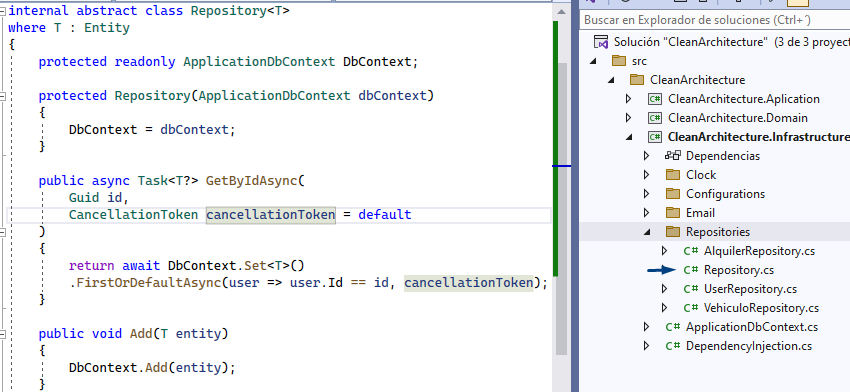 internal abstract class Repository<T>
where T : Entity
{
protected readonly ApplicationDbContext DbContext;
protected Repository(ApplicationDbContext dbContext)
{
DbContext = dbContext;
}
public async Task<T?> GetByIdAsync(
Guid id,
CancellationToken cancellationToken = default
)
{
return await DbContext.Set<T>()
.FirstOrDefaultAsync(user => user.Id == id, cancellationToken);
}
public void Add(T entity)
{
DbContext.Add(entity);
}
Buscar en Explorador de soluciones (Ctrl+´)
Solución "CleanArchitecture" (3 de 3 proyect
src
CleanArchitecture
CleanArchitecture.Aplication
CleanArchitecture.Domain
CleanArchitecture.Infrastructure
Dependencias
Clock
Configurations
Email
Repositories
AlquilerRepository.cs
Repository.cs
UserRepository.cs
VehiculoRepository.cs
ApplicationDbContext.cs
DependencyInjection.cs